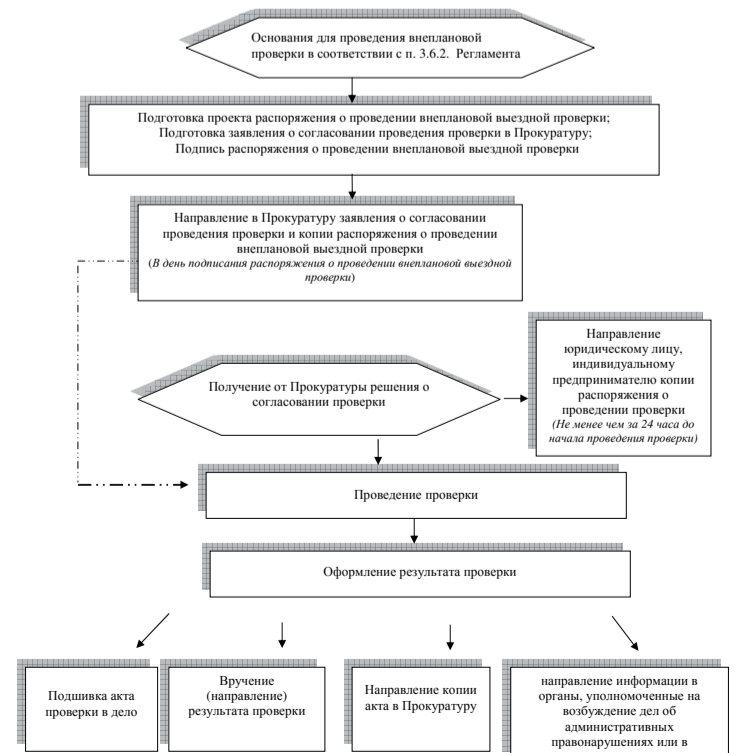 Основания для проведения внеплановой
проверки в соответствии с п. 3.6.2. Регламента
Подготовка проекта распоряжения о проведении внеплановой выездной проверки;
Подготовка заявления о согласовании проведения проверки в Прокуратуру;
Подпись распоряжения о проведении внеплановой выездной проверки
Направление в Прокуратуру заявления о согласовании
проведения проверки и копии распоряжения о проведении
внеплановой выездной проверки
(В день подписания распоряжения о проведении внеплановой выездной
проверки)
Направление
юридическому лицу,
индивидуальному
предпринимателю копии
распоряжения о
проведении проверки
(Не менее чем за 24 часа до
начала проведения проверки)
Получение от Прокуратуры решения о
согласовании проверки
Проведение проверки
Оформление результата проверки
Подшивка акта
проверки в дело
Вручение
(направление)
результата проверки
Направление копии
акта в Прокуратуру
направление информации в
органы, уполномоченные на
возбуждение дел об
административных
правонарушениях или в